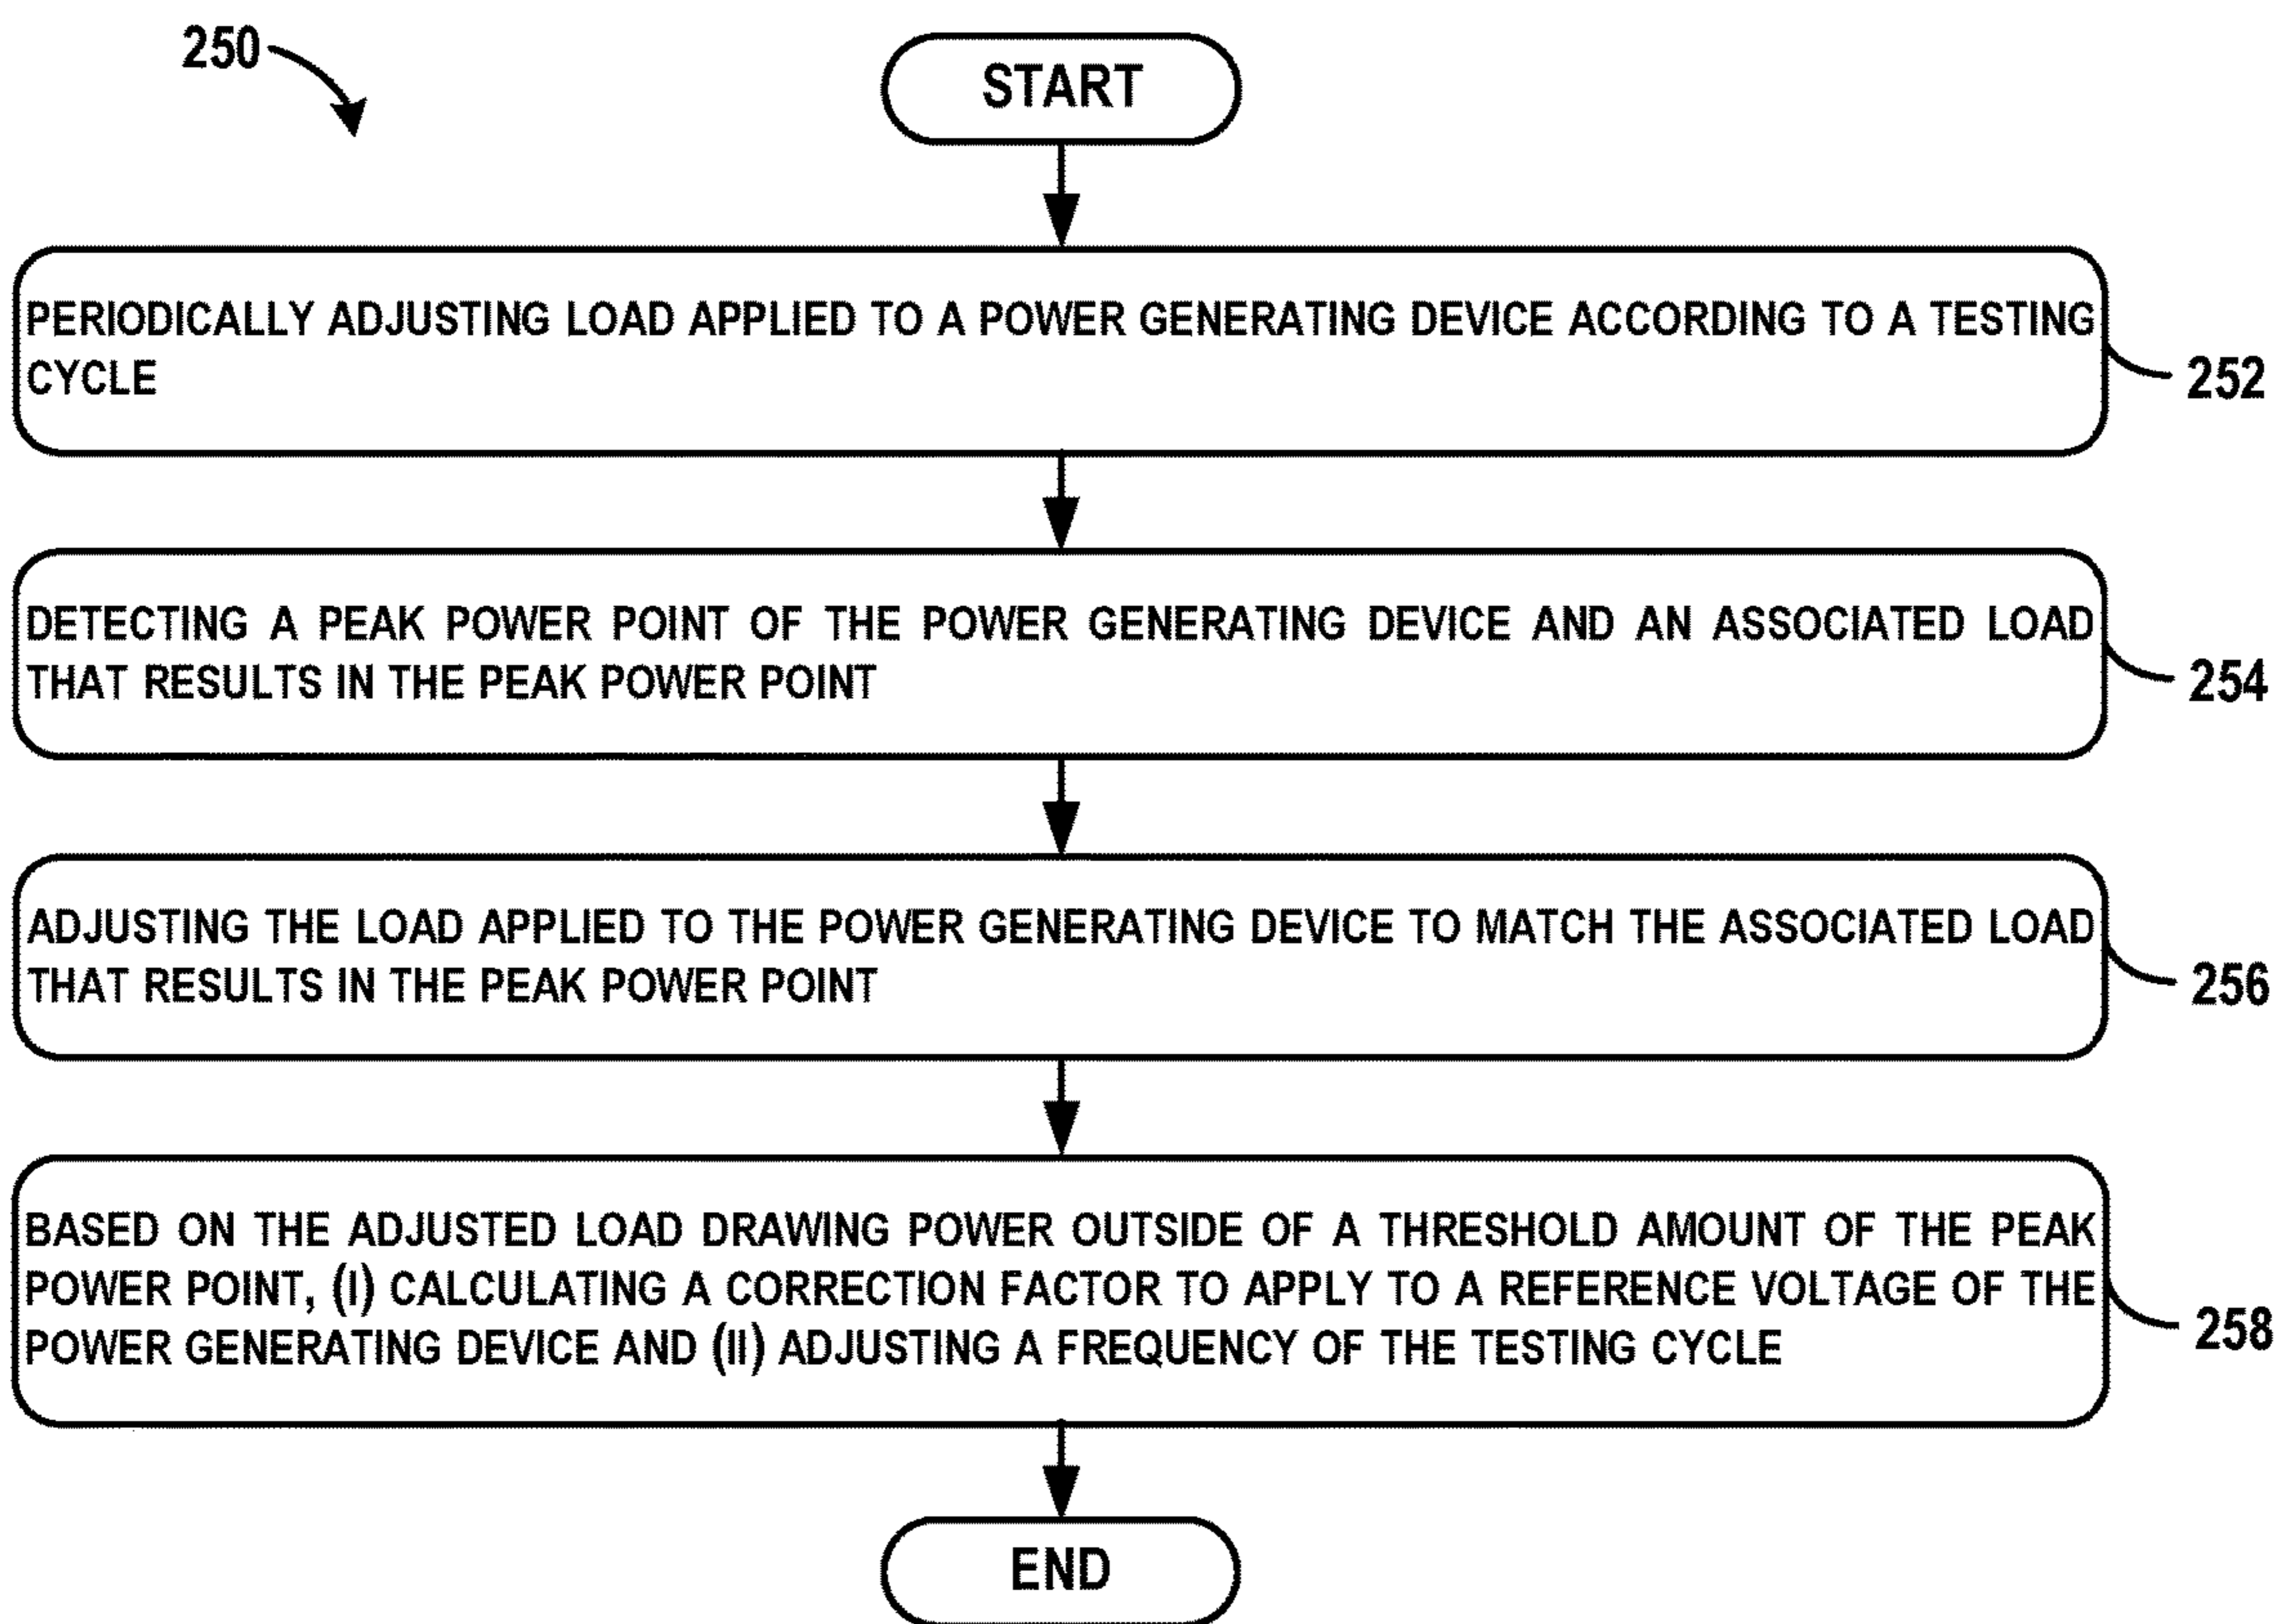 250
START
PERIODICALLY ADJUSTING LOAD APPLIED TO A POWER GENERATING DEVICE ACCORDING TO A TESTING
CYCLE
252
DETECTING A PEAK POWER POINT OF THE POWER GENERATING DEVICE AND AN ASSOCIATED LOAD
THAT RESULTS IN THE PEAK POWER POINT
254
ADJUSTING THE LOAD APPLIED TO THE POWER GENERATING DEVICE TO MATCH THE ASSOCIATED LOAD
THAT RESULTS IN THE PEAK POWER POINT
256
BASED ON THE ADJUSTED LOAD DRAWING POWER OUTSIDE OF A THRESHOLD AMOUNT OF THE PEAK
POWER POINT, (I) CALCULATING A CORRECTION FACTOR TO APPLY TO A REFERENCE VOLTAGE OF THE
POWER GENERATING DEVICE AND (II) ADJUSTING A FREQUENCY OF THE TESTING CYCLE
258
END